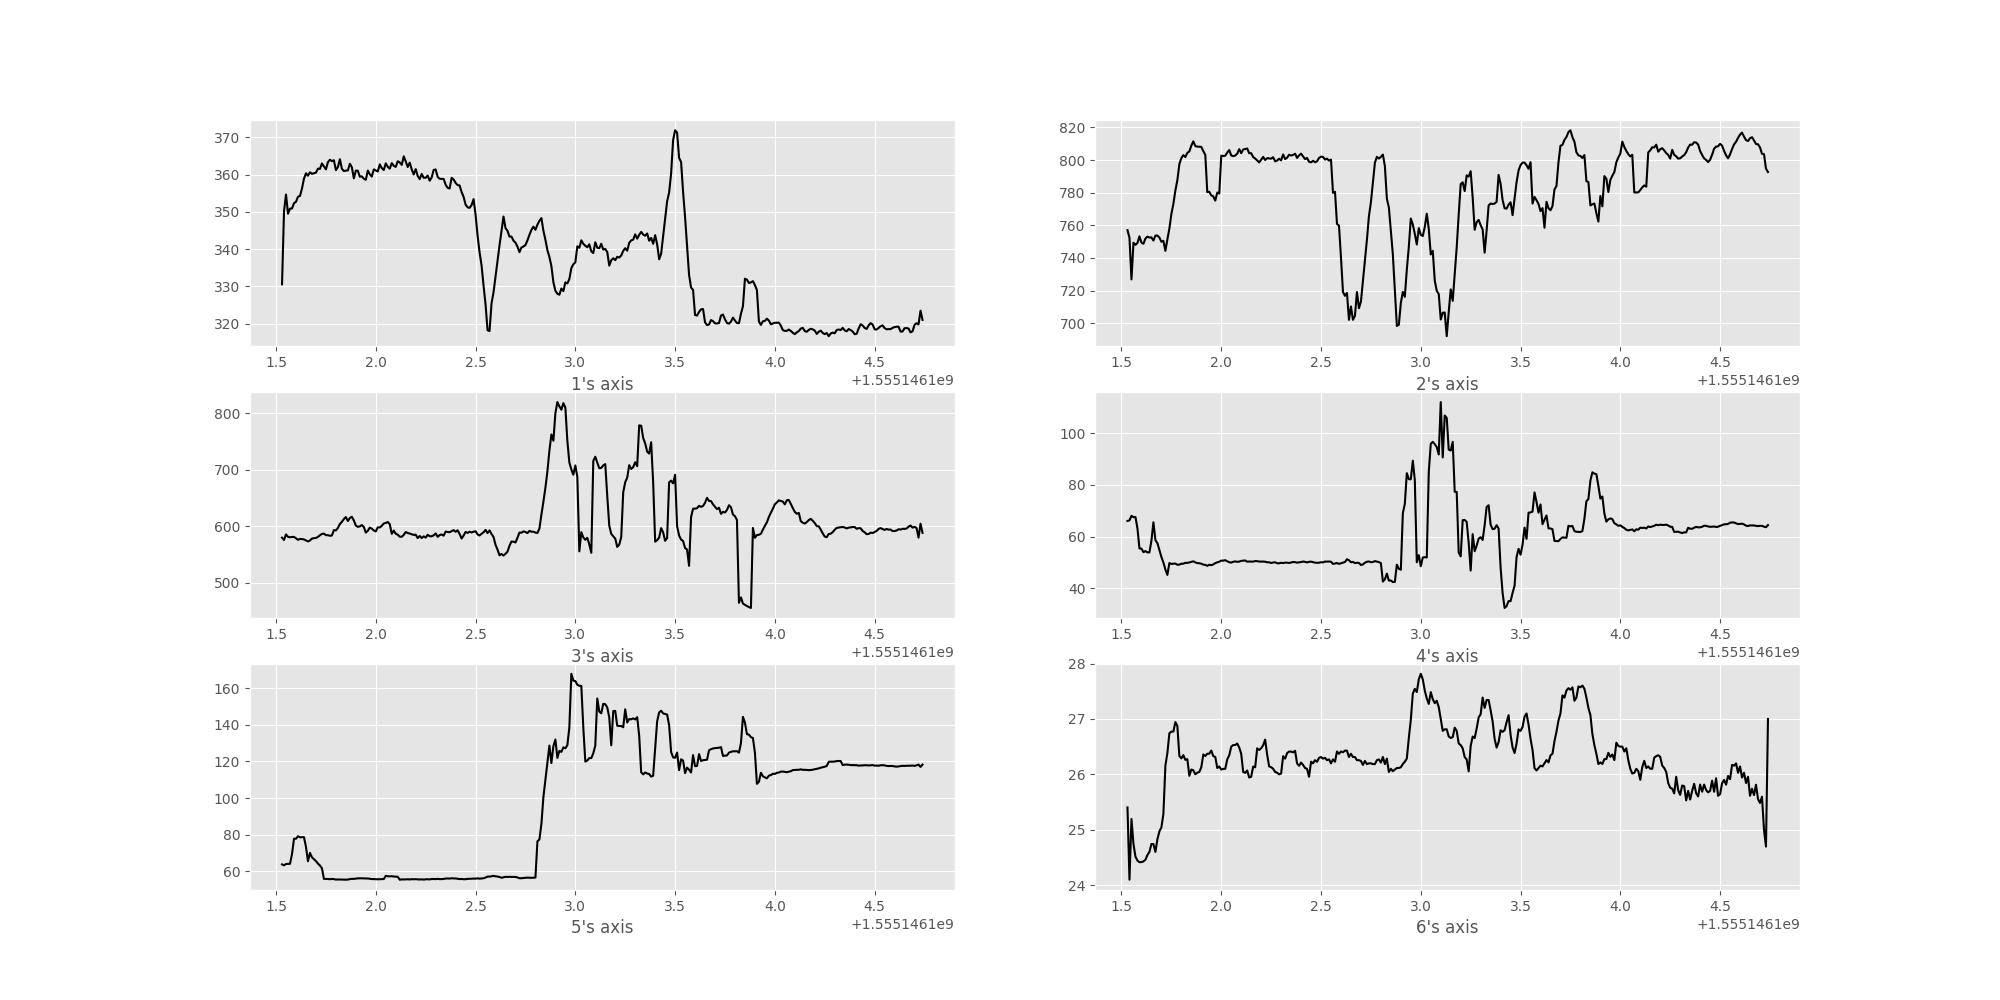 370
360
350
340
330
320
1.5 2.0 2.5 3.0 3.5 4.0 4.5
+1.5551461e9
1's axis
820
800
780
760
740
720
700
1.5 2.0 2.5 3.0 3.5 4.0 4.5
+1.5551461e9
2's axis
800
700
600
500
1.5 2.0 2.5 3.0 3.5 4.0 4.5
+1.5551461e9
3's axis
100
80
60
40
1.5 2.0 2.5 3.0 3.5 4.0 4.5
+1.5551461e9
4's axis
160
140
120
100
80
60
1.5 2.0 2.5 3.0 3.5 4.0 4.5
+1.5551461e9
5's axis
28
27
26
25
24
1.5 2.0 2.5 3.0 3.5 4.0 4.5
+1.5551461e9
6's axis